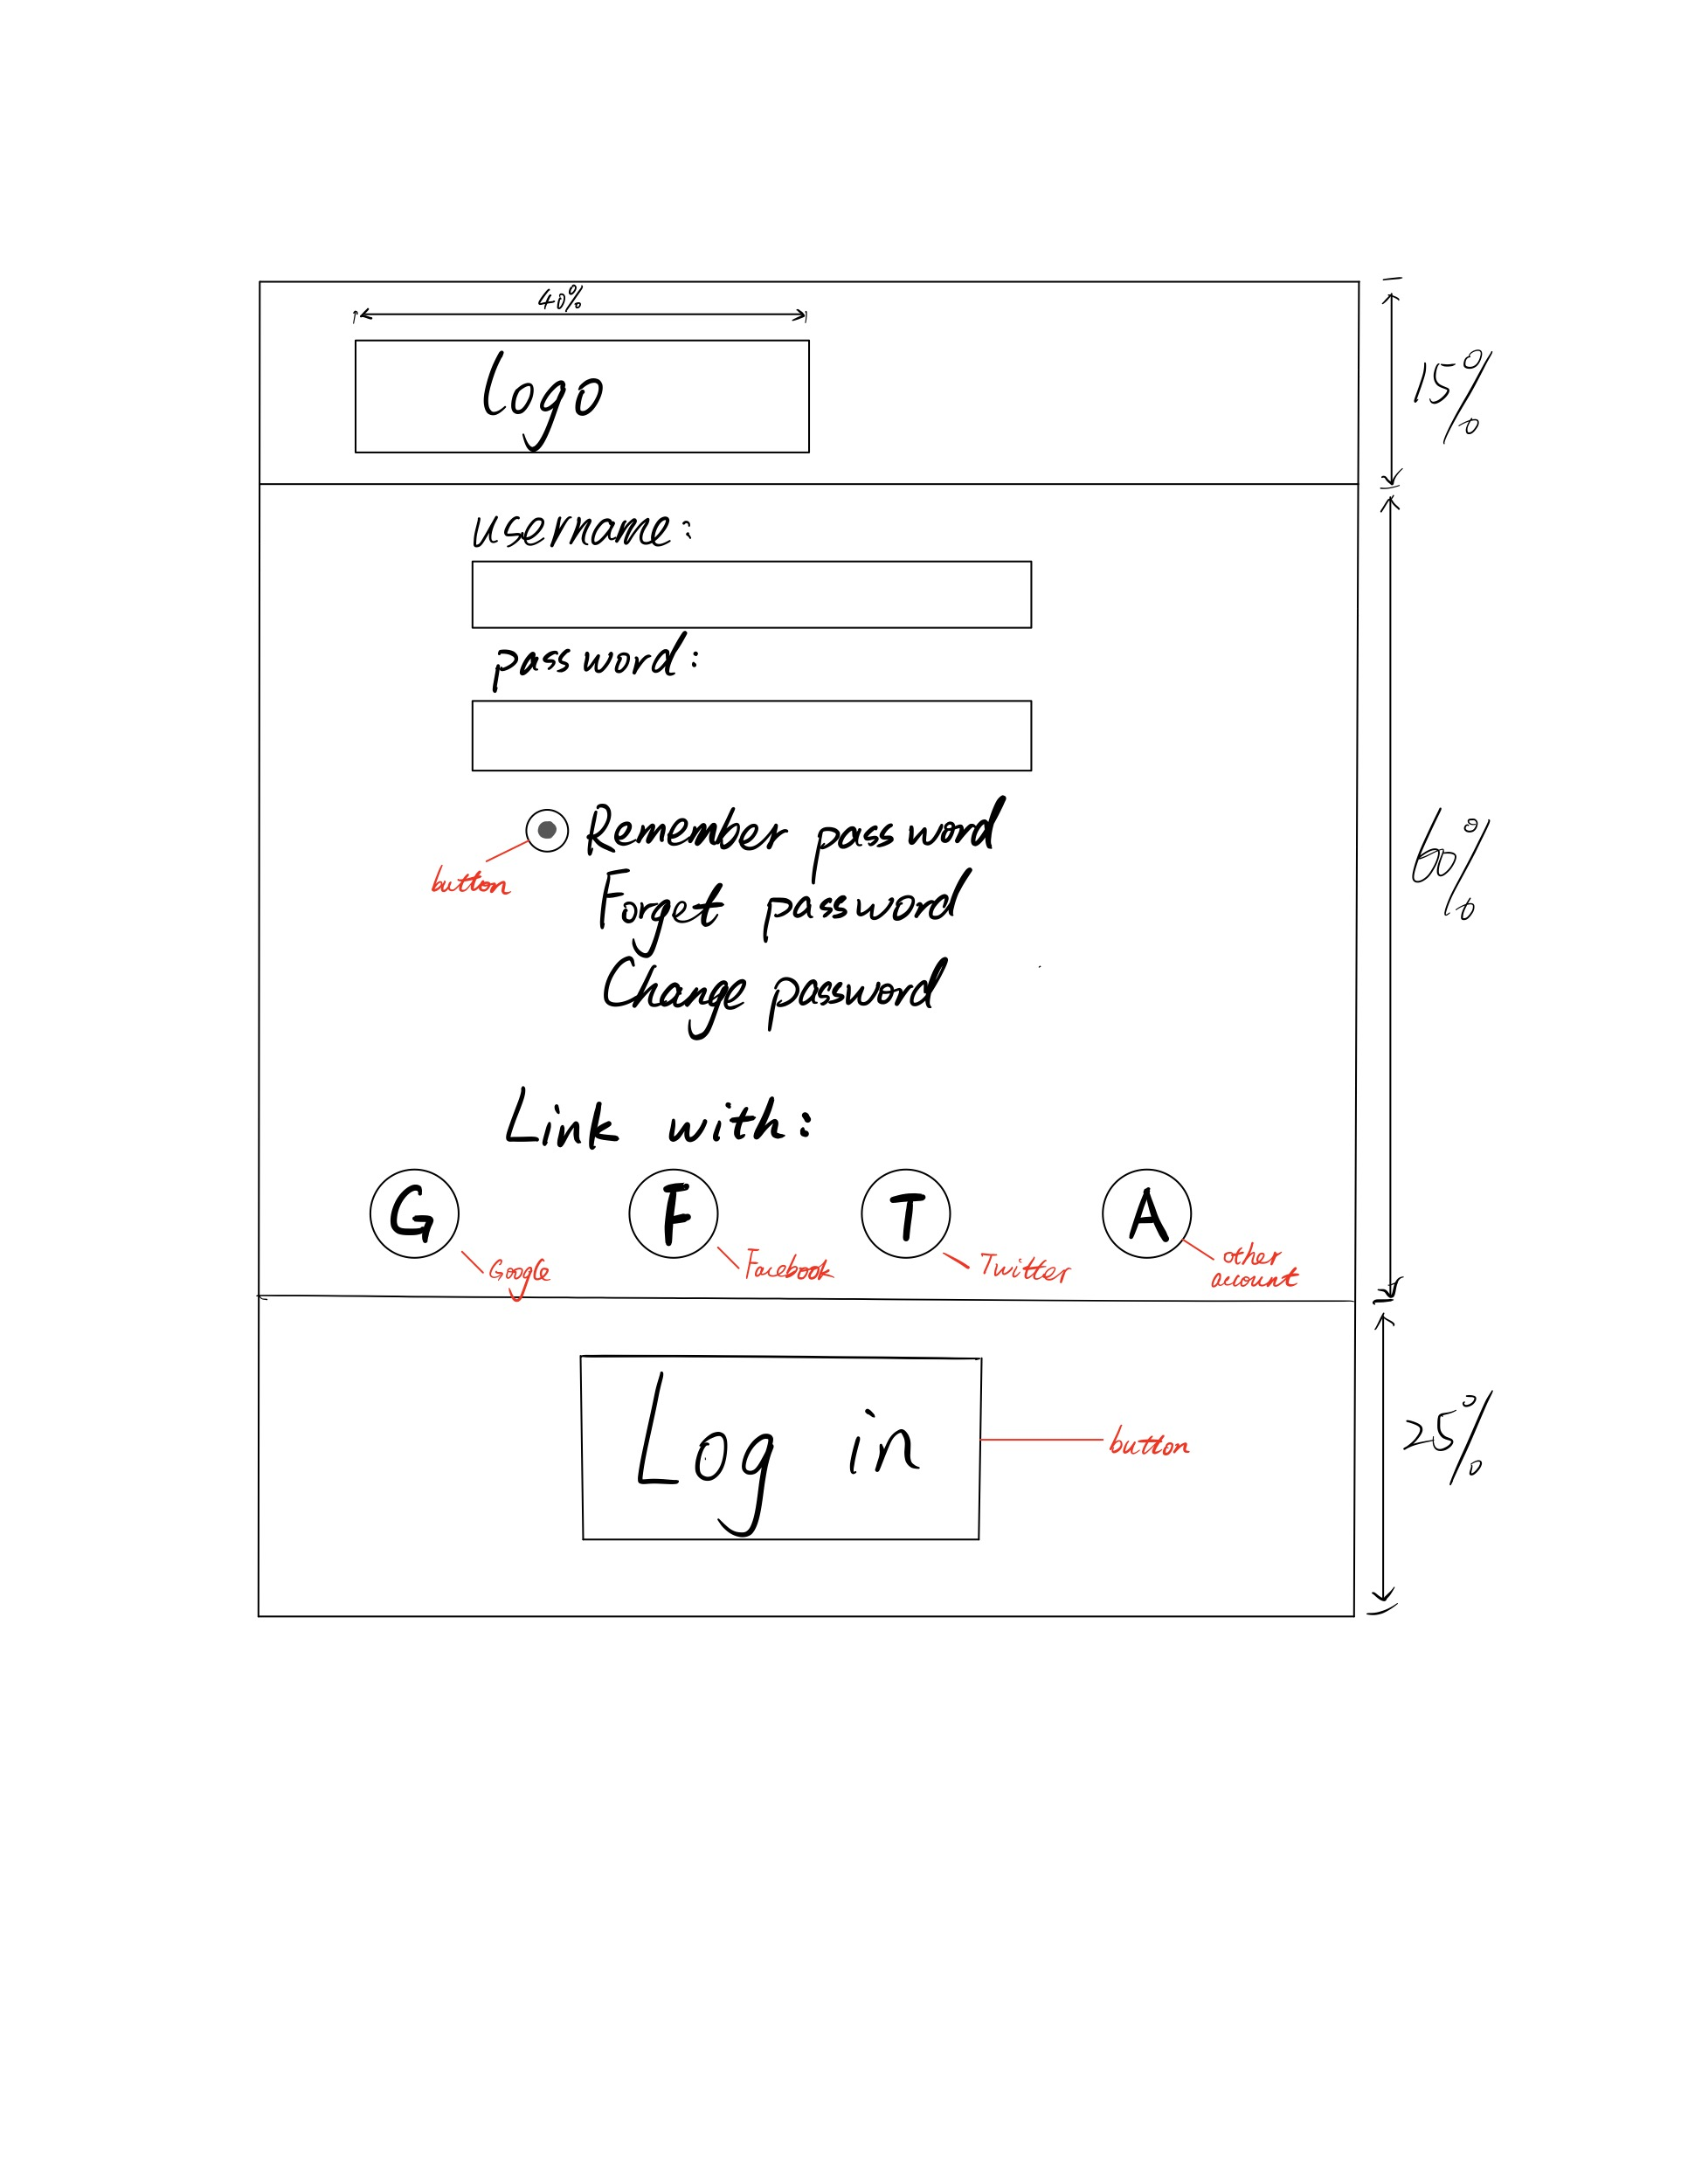 40%
logo
15%
username:
password:
Remember password
button
Forget password
Change password
60%
Link with:
G F T A
Google Facebook Twitter other account
Log in
button
25%